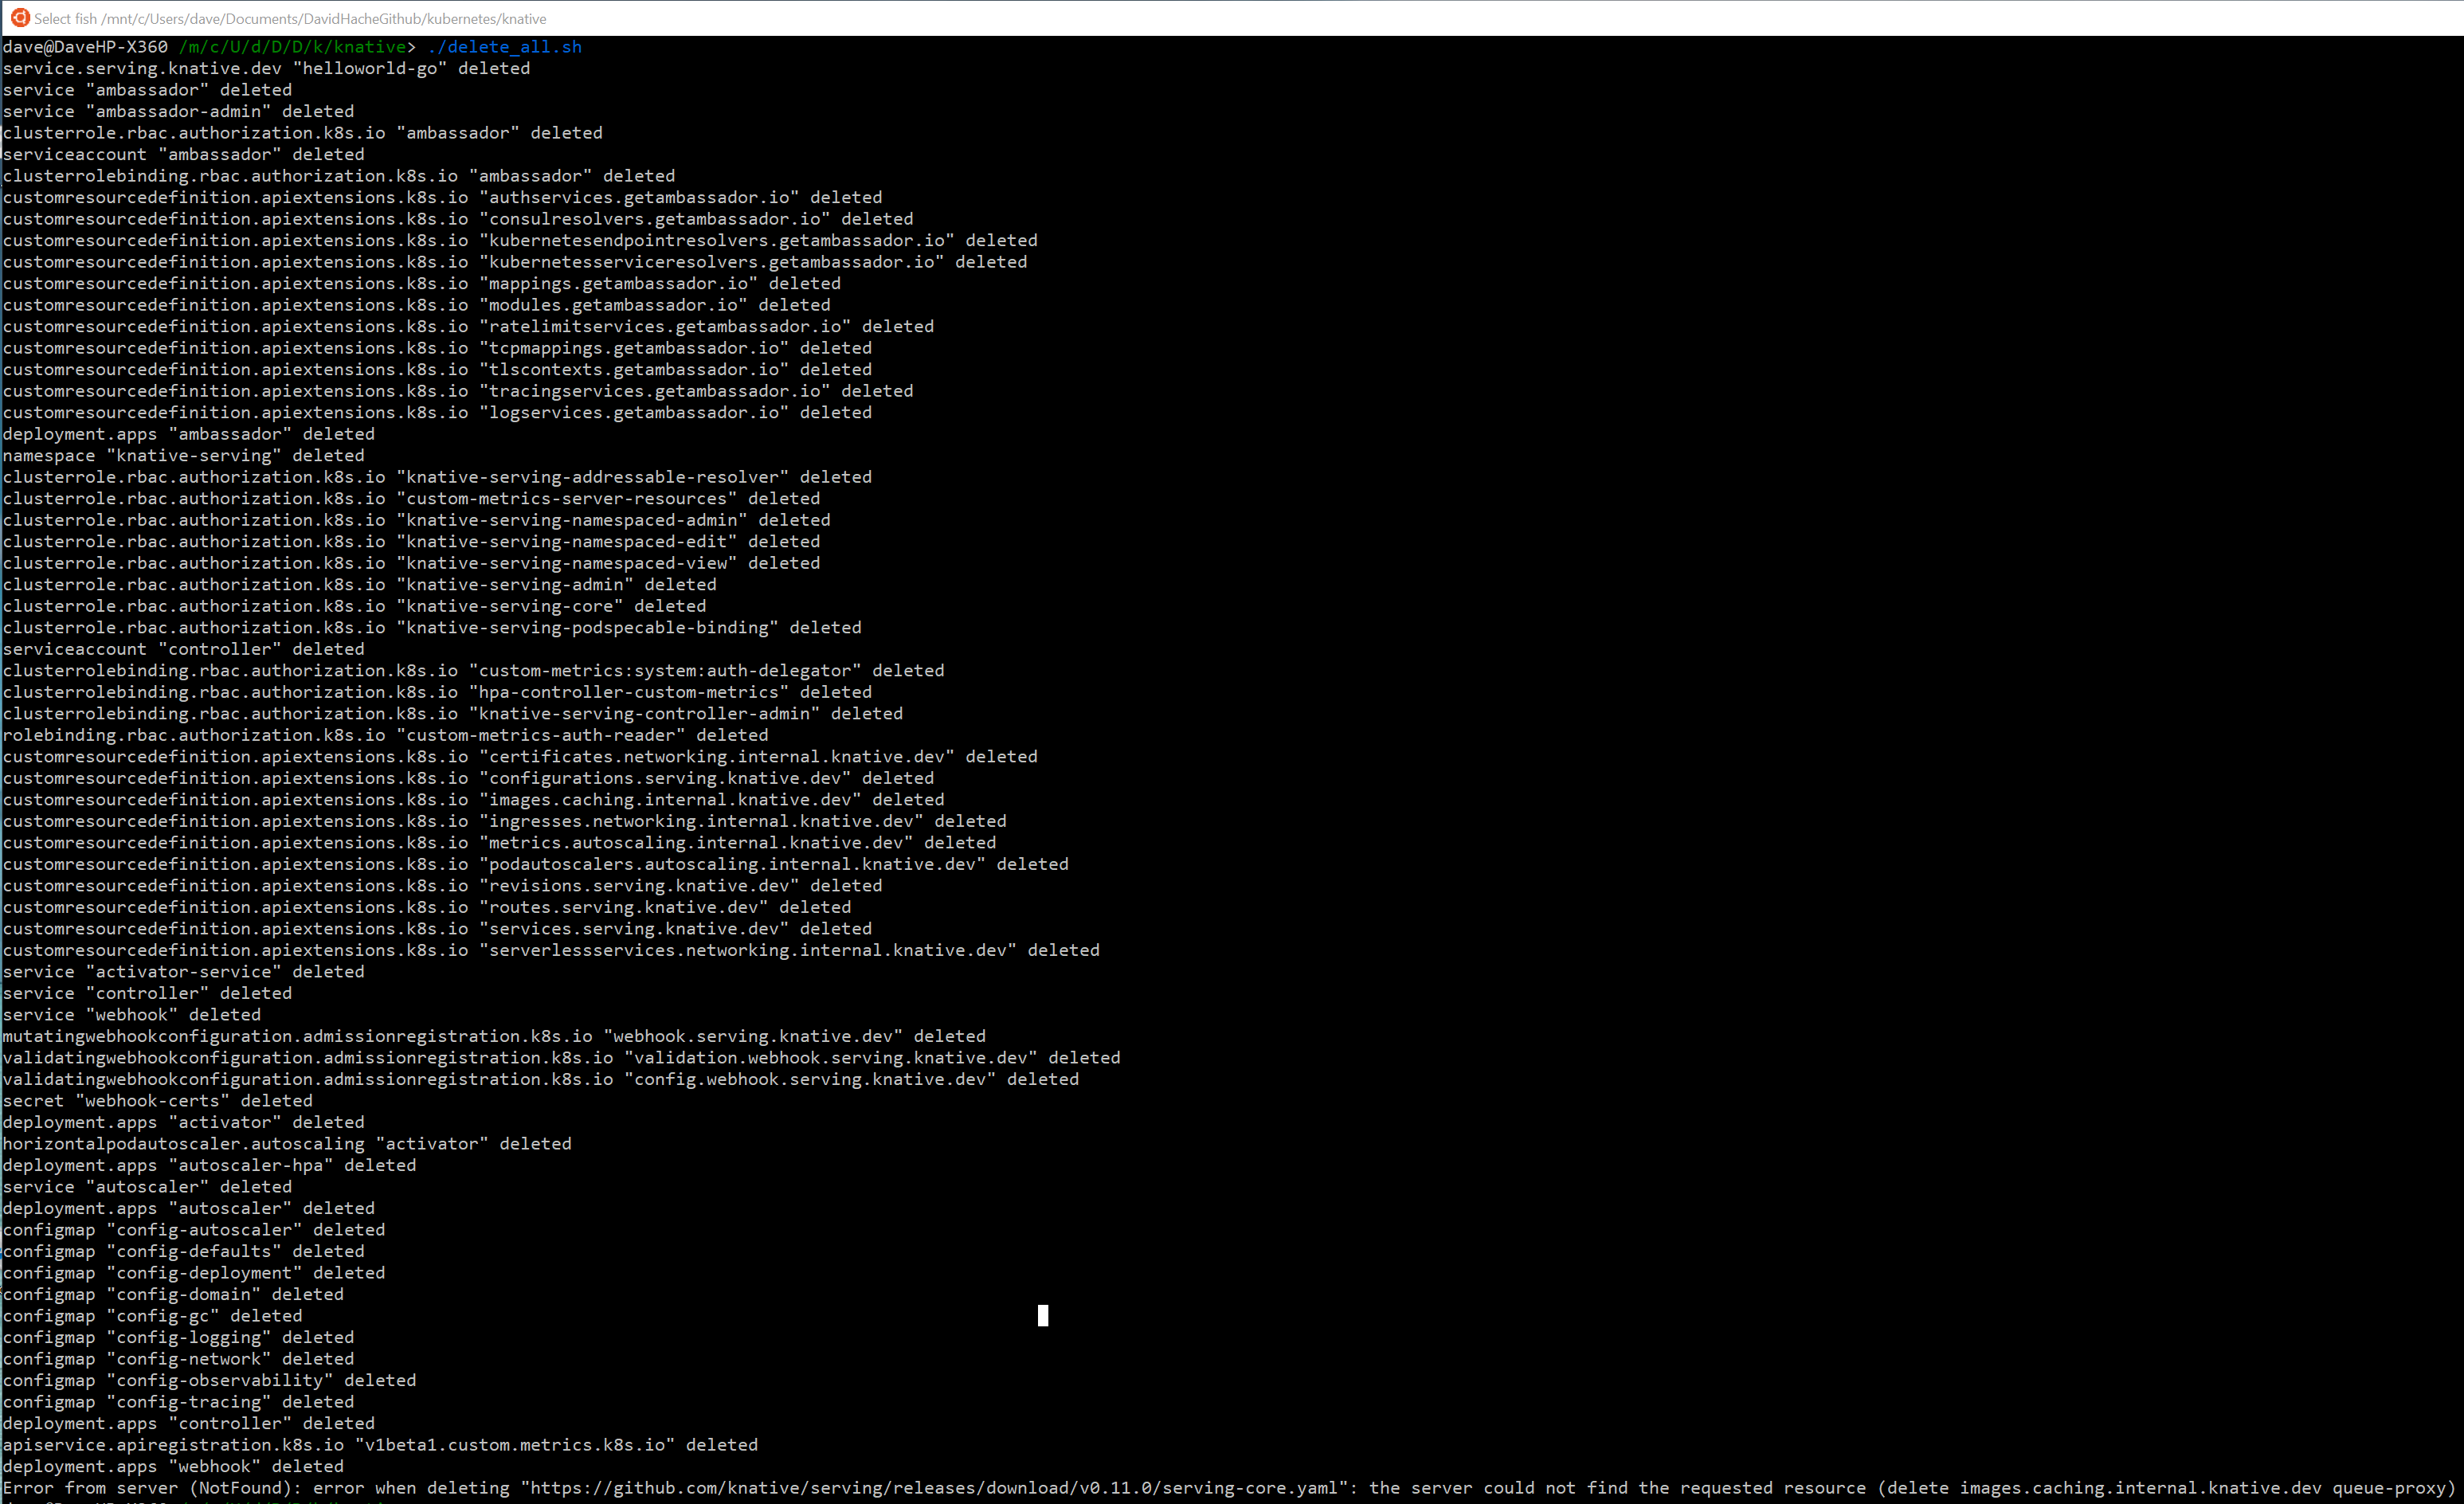 Select fish /mnt/c/Users/dave/Documents/DavidHacheGithub/kubernetes/knative
dave@DaveHP-X360 /m/c/U/d/D/D/k/knative> ./delete_all.sh
service.serving.knative.dev "helloworld-go" deleted
service "ambassador" deleted
service "ambassador-admin" deleted
clusterrole.rbac.authorization.k8s.io "ambassador" deleted
serviceaccount "ambassador" deleted
clusterrolebinding.rbac.authorization.k8s.io "ambassador" deleted
customresourcedefinition.apiextensions.k8s.io "authservices.getambassador.io" deleted
customresourcedefinition.apiextensions.k8s.io "consulresolvers.getambassador.io" deleted
customresourcedefinition.apiextensions.k8s.io "kubernetesendpointresolvers.getambassador.io" deleted
customresourcedefinition.apiextensions.k8s.io "kubernetesserviceresolvers.getambassador.io" deleted
customresourcedefinition.apiextensions.k8s.io "mappings.getambassador.io" deleted
customresourcedefinition.apiextensions.k8s.io "modules.getambassador.io" deleted
customresourcedefinition.apiextensions.k8s.io "ratelimitservices.getambassador.io" deleted
customresourcedefinition.apiextensions.k8s.io "tcpmappings.getambassador.io" deleted
customresourcedefinition.apiextensions.k8s.io "tlscontexts.getambassador.io" deleted
customresourcedefinition.apiextensions.k8s.io "tracingservices.getambassador.io" deleted
customresourcedefinition.apiextensions.k8s.io "logservices.getambassador.io" deleted
deployment.apps "ambassador" deleted
namespace "knative-serving" deleted
clusterrole.rbac.authorization.k8s.io "knative-serving-addressable-resolver" deleted
clusterrole.rbac.authorization.k8s.io "custom-metrics-server-resources" deleted
clusterrole.rbac.authorization.k8s.io "knative-serving-namespaced-admin" deleted
clusterrole.rbac.authorization.k8s.io "knative-serving-namespaced-edit" deleted
clusterrole.rbac.authorization.k8s.io "knative-serving-namespaced-view" deleted
clusterrole.rbac.authorization.k8s.io "knative-serving-admin" deleted
clusterrole.rbac.authorization.k8s.io "knative-serving-core" deleted
clusterrole.rbac.authorization.k8s.io "knative-serving-podspecable-binding" deleted
serviceaccount "controller" deleted
clusterrolebinding.rbac.authorization.k8s.io "custom-metrics:system:auth-delegator" deleted
clusterrolebinding.rbac.authorization.k8s.io "hpa-controller-custom-metrics" deleted
clusterrolebinding.rbac.authorization.k8s.io "knative-serving-controller-admin" deleted
rolebinding.rbac.authorization.k8s.io "custom-metrics-auth-reader" deleted
customresourcedefinition.apiextensions.k8s.io "certificates.networking.internal.knative.dev" deleted
customresourcedefinition.apiextensions.k8s.io "configurations.serving.knative.dev" deleted
customresourcedefinition.apiextensions.k8s.io "images.caching.internal.knative.dev" deleted
customresourcedefinition.apiextensions.k8s.io "ingresses.networking.internal.knative.dev" deleted
customresourcedefinition.apiextensions.k8s.io "metrics.autoscaling.internal.knative.dev" deleted
customresourcedefinition.apiextensions.k8s.io "podautoscalers.autoscaling.internal.knative.dev" deleted
customresourcedefinition.apiextensions.k8s.io "revisions.serving.knative.dev" deleted
customresourcedefinition.apiextensions.k8s.io "routes.serving.knative.dev" deleted
customresourcedefinition.apiextensions.k8s.io "services.serving.knative.dev" deleted
customresourcedefinition.apiextensions.k8s.io "serverlessservices.networking.internal.knative.dev" deleted
service "activator-service" deleted
service "controller" deleted
service "webhook" deleted
mutatingwebhookconfiguration.admissionregistration.k8s.io "webhook.serving.knative.dev" deleted
validatingwebhookconfiguration.admissionregistration.k8s.io "validation.webhook.serving.knative.dev" deleted
validatingwebhookconfiguration.admissionregistration.k8s.io "config.webhook.serving.knative.dev" deleted
secret "webhook-certs" deleted
deployment.apps "activator" deleted
horizontalpodautoscaler.autoscaling "activator" deleted
deployment.apps "autoscaler-hpa" deleted
service "autoscaler" deleted
deployment.apps "autoscaler" deleted
configmap "config-autoscaler" deleted
configmap "config-defaults" deleted
configmap "config-deployment" deleted
configmap "config-domain" deleted
configmap "config-gc" deleted
configmap "config-logging" deleted
configmap "config-network" deleted
configmap "config-observability" deleted
configmap "config-tracing" deleted
deployment.apps "controller" deleted
apiservice.apiregistration.k8s.io "v1beta1.custom.metrics.k8s.io" deleted
deployment.apps "webhook" deleted
Error from server (NotFound): error when deleting "https://github.com/knative/serving/releases/download/v0.11.0/serving-core.yaml": the server could not find the requested resource (delete images.caching.internal.knative.dev queue-proxy)